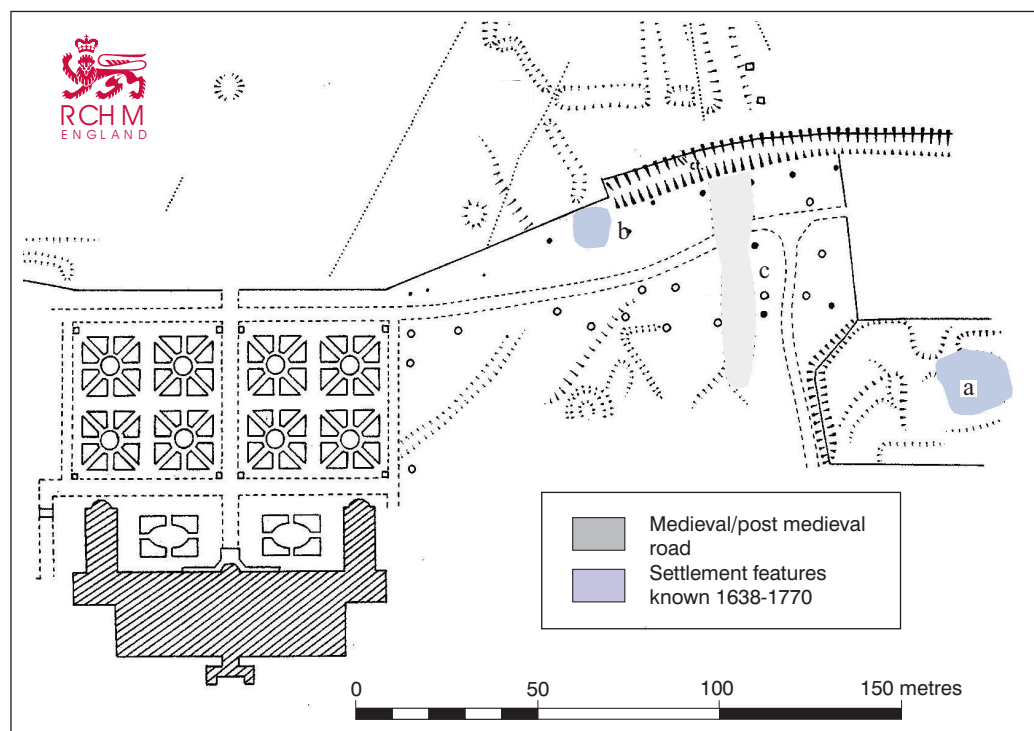 RCHM
ENGLAND
b
c
a
Medieval/post medieval
road
Settlement features
known 1638-1770
0 50 100 150 metres